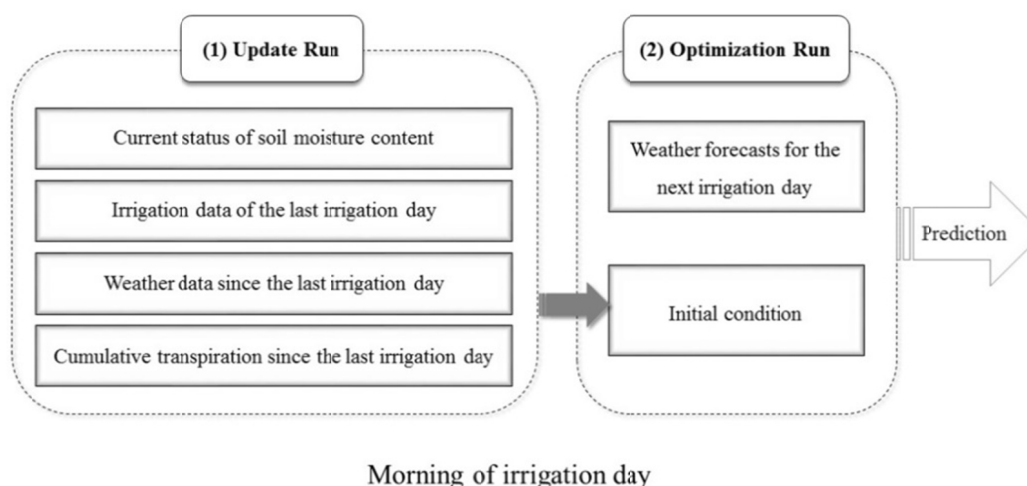 (1) Update Run
Current status of soil moisture content
Irrigation data of the last irrigation day
Weather data since the last irrigation day
Cumulative transpiration since the last irrigation day
(2) Optimization Run
Weather forecasts for the
next irrigation day
Initial condition
Prediction
Morning of irrigation day